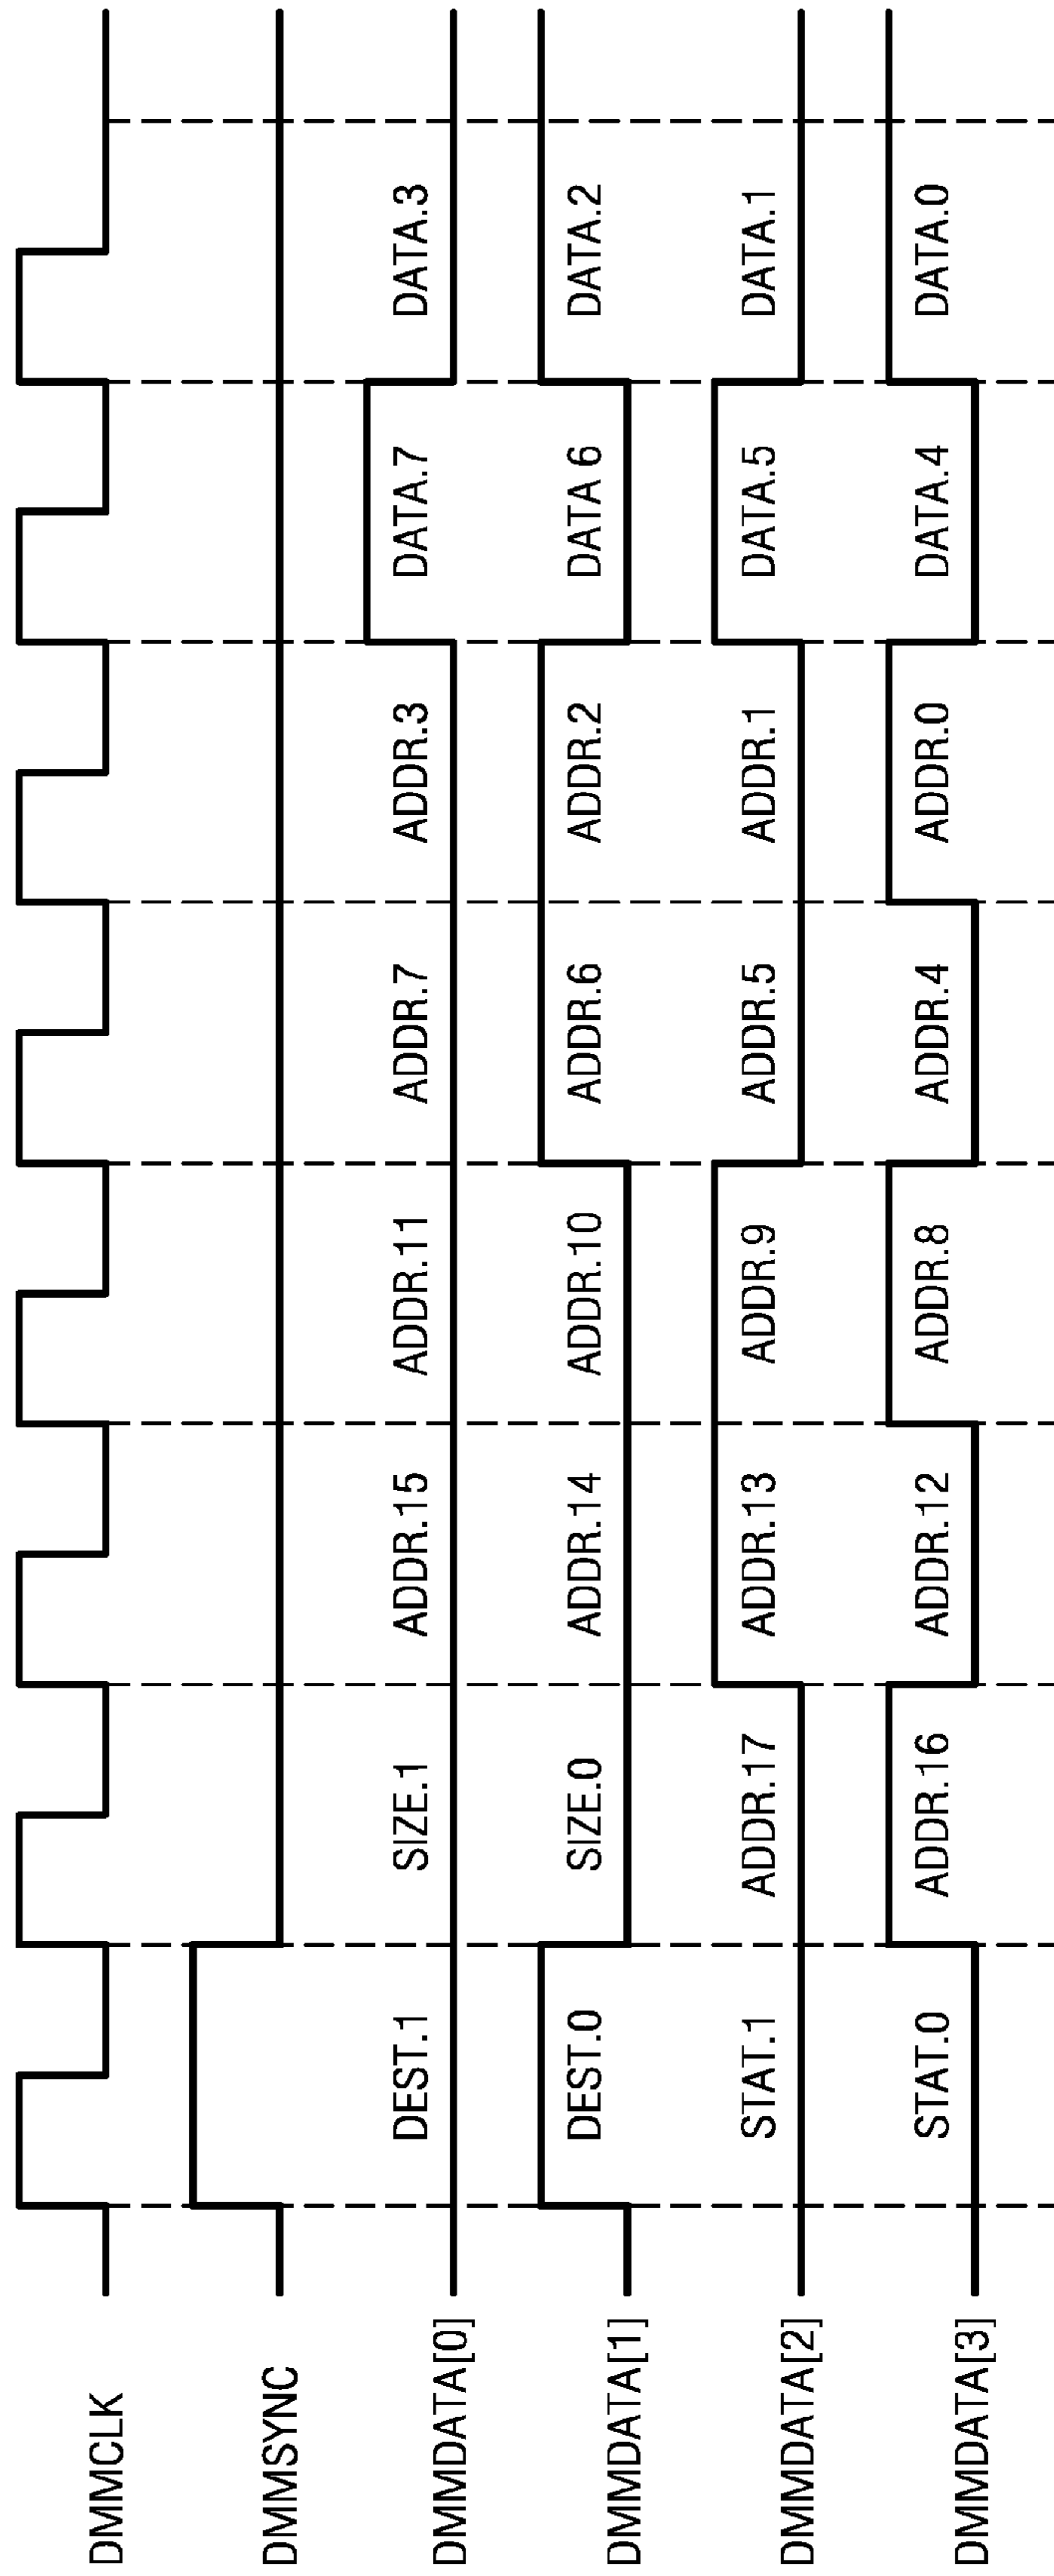 DMMCLK
DMMSYNC
DMMDATA[0] DEST.1 SIZE.1 ADDR.15 ADDR.11 ADDR.7 ADDR.3 DATA.7 DATA.3
DMMDATA[1] DEST.0 SIZE.0 ADDR.14 ADDR.10 ADDR.6 ADDR.2 DATA 6 DATA.2
DMMDATA[2] STAT.1 ADDR.17 ADDR.13 ADDR.9 ADDR.5 ADDR.1 DATA.5 DATA.1
DMMDATA[3] STAT.0 ADDR.16 ADDR.12 ADDR.8 ADDR.4 ADDR.0 DATA.4 DATA.0